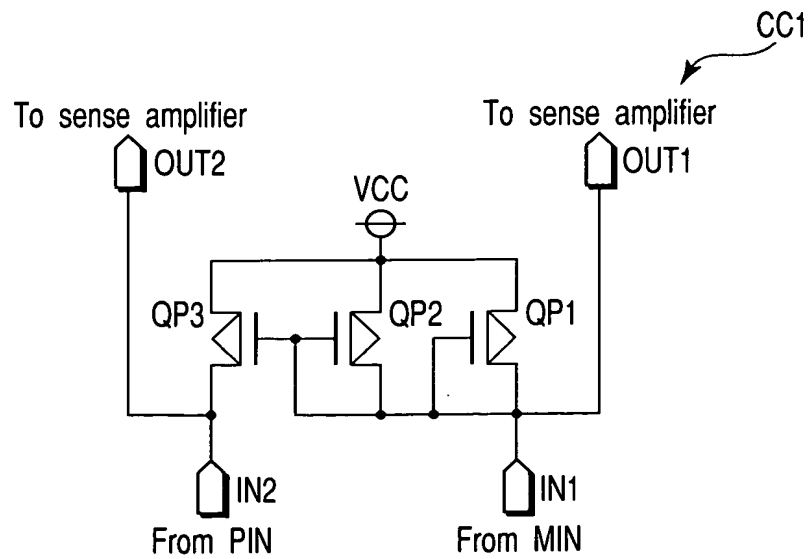 CC1
To sense amplifier
OUT2
To sense amplifier
OUT1
VCC
QP3
QP2
QP1
IN2
From PIN
IN1
From MIN